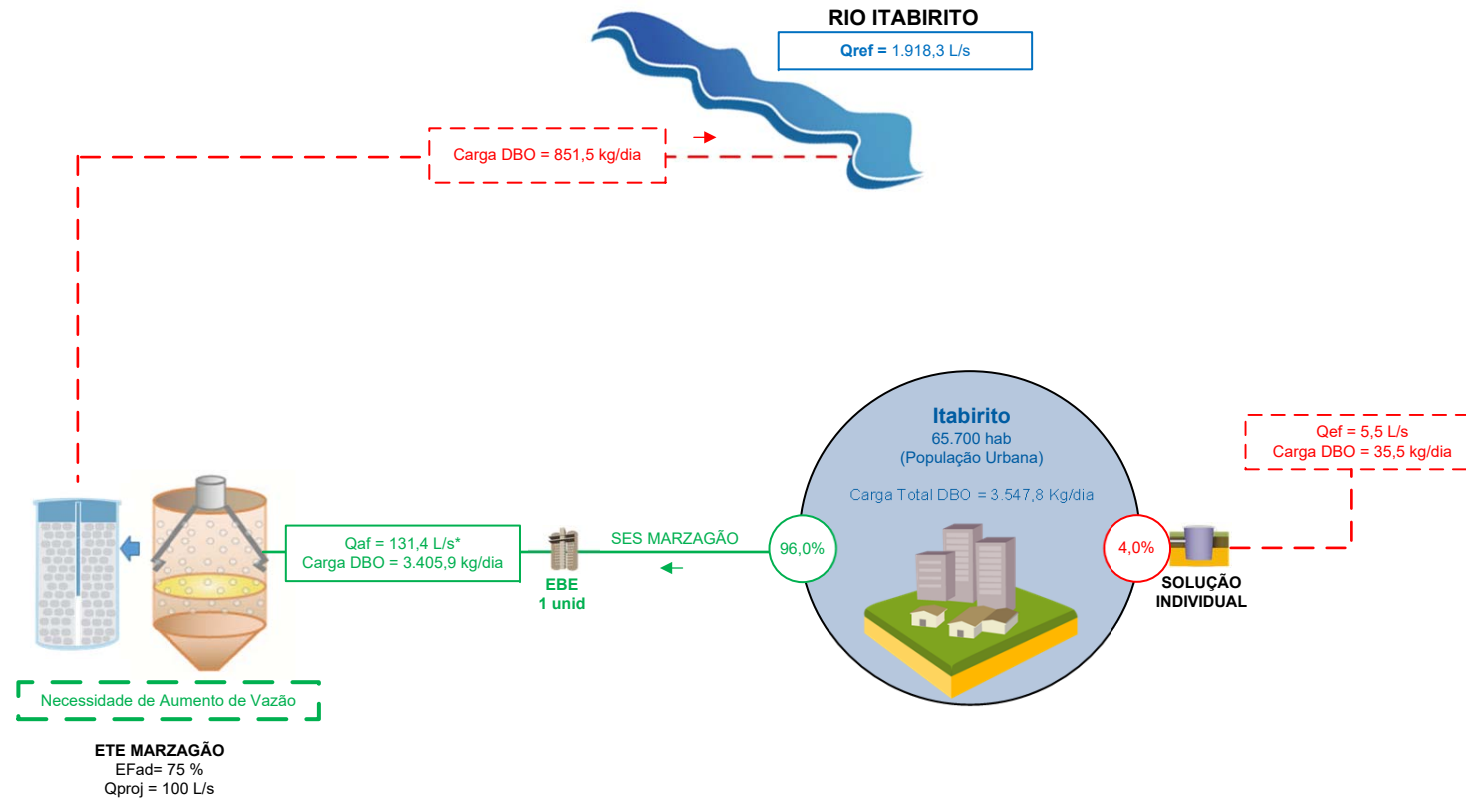 RIO ITABIRITO
Qref = 1.918,3 L/s
Carga DBO = 851,5 kg/dia
Itabirito
65.700 hab
(População Urbana)
Carga Total DBO = 3.547,8 Kg/dia
Qef = 5,5 L/s
Carga DBO = 35,5 kg/dia
Qaf = 131,4 L/s*
Carga DBO = 3.405,9 kg/dia
EBE
1 unid
SES MARZAGÃO
96,0%
4,0%
SOLUÇÃO
INDIVIDUAL
Necessidade de Aumento de Vazão
ETE MARZAGÃO
EFad= 75 %
Qproj = 100 L/s